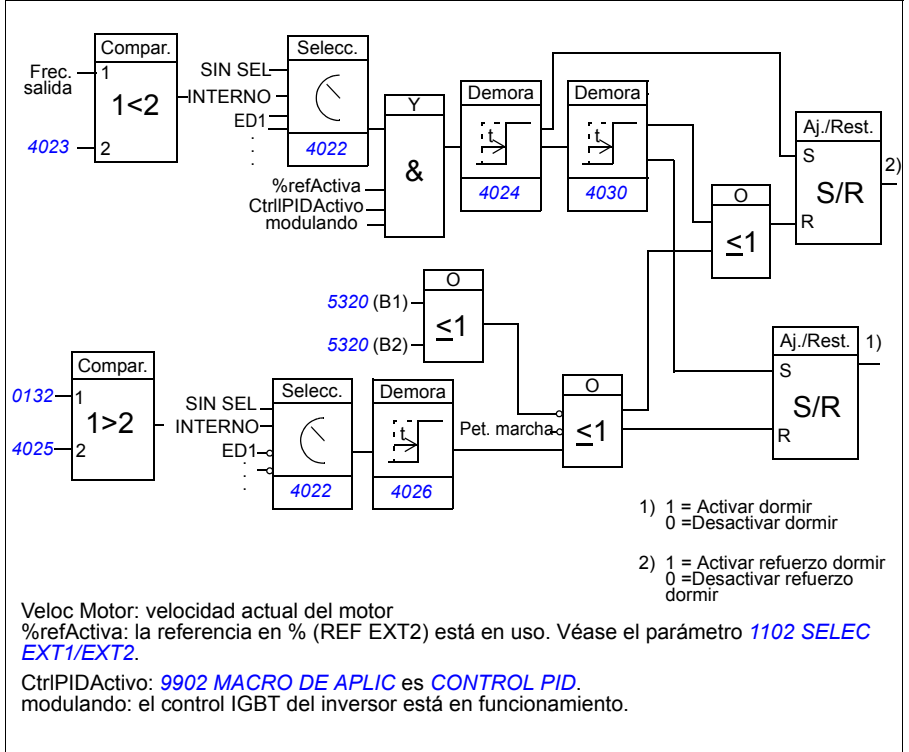 Compar.
Frec. salida
1
1<2
4023
2
Selecc.
SIN SEL
INTERNO
ED1
.
.
.
4022
Y
&
%refActiva
CtrlIPIDActivo
modulando
Demora
t
4024
Demora
t
4030
O
<1
Aj./Rest.
S
S/R
R
2)
O
5320 (B1)
<1
5320 (B2)
Compar.
0132
1
1>2
4025
2
Selecc.
SIN SEL
INTERNO
ED1
.
.
.
4022
Demora
t
4026
O
Pet. marcha
<1
Aj./Rest.
1)
S
S/R
R
1) 1 = Activar dormir
0 =Desactivar dormir
2) 1 = Activar refuerzo dormir
0 =Desactivar refuerzo
dormir
Veloc Motor: velocidad actual del motor
%refActiva: la referencia en % (REF EXT2) está en uso. Véase el parámetro 1102 SELEC
EXT1/EXT2.
CtrlPIDActivo: 9902 MACRO DE APLIC es CONTROL PID.
modulando: el control IGBT del inversor está en funcionamiento.